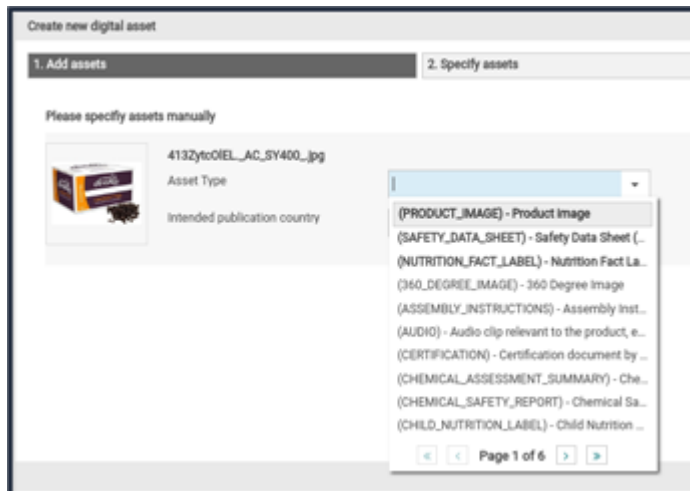 Create new digital asset
1. Add assets
2. Specify assets
Please specifiy assets manually
413ZytcOlEL._AC_SY400_.jpg
Asset Type
Intended publication country
(PRODUCT_IMAGE) - Product Image
(SAFETY_DATA_SHEET) - Safety Data Sheet (...
(NUTRITION_FACT_LABEL) - Nutrition Fact La...
(360_DEGREE_IMAGE) - 360 Degree Image
(ASSEMBLY_INSTRUCTIONS) - Assembly Inst...
(AUDIO) - Audio clip relevant to the product, e...
(CERTIFICATION) - Certification document by ...
(CHEMICAL_ASSESSMENT_SUMMARY) - Che...
(CHEMICAL_SAFETY_REPORT) - Chemical Sa...
(CHILD_NUTRITION_LABEL) - Child Nutrition ...
« ‹ Page 1 of 6 › »